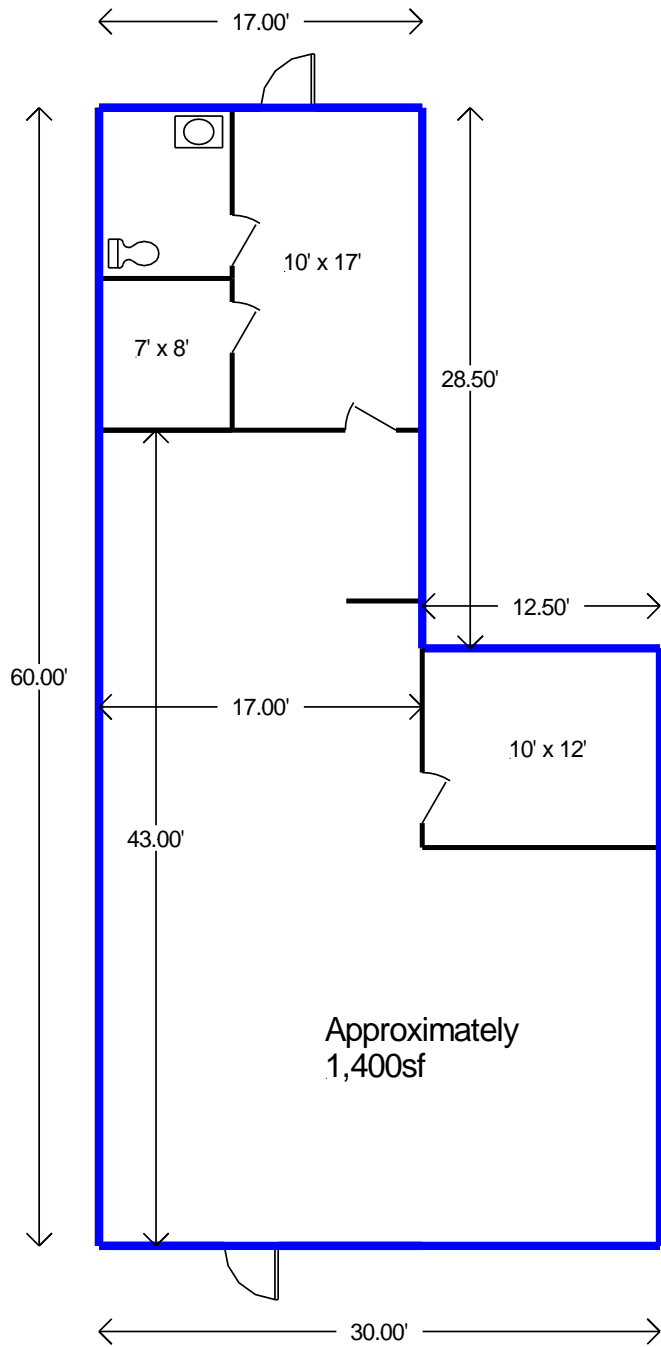 17.00'
10' x 17'
7' x 8'
28.50'
12.50'
60.00'
17.00'
10' x 12'
43.00'
Approximately
1,400sf
30.00'